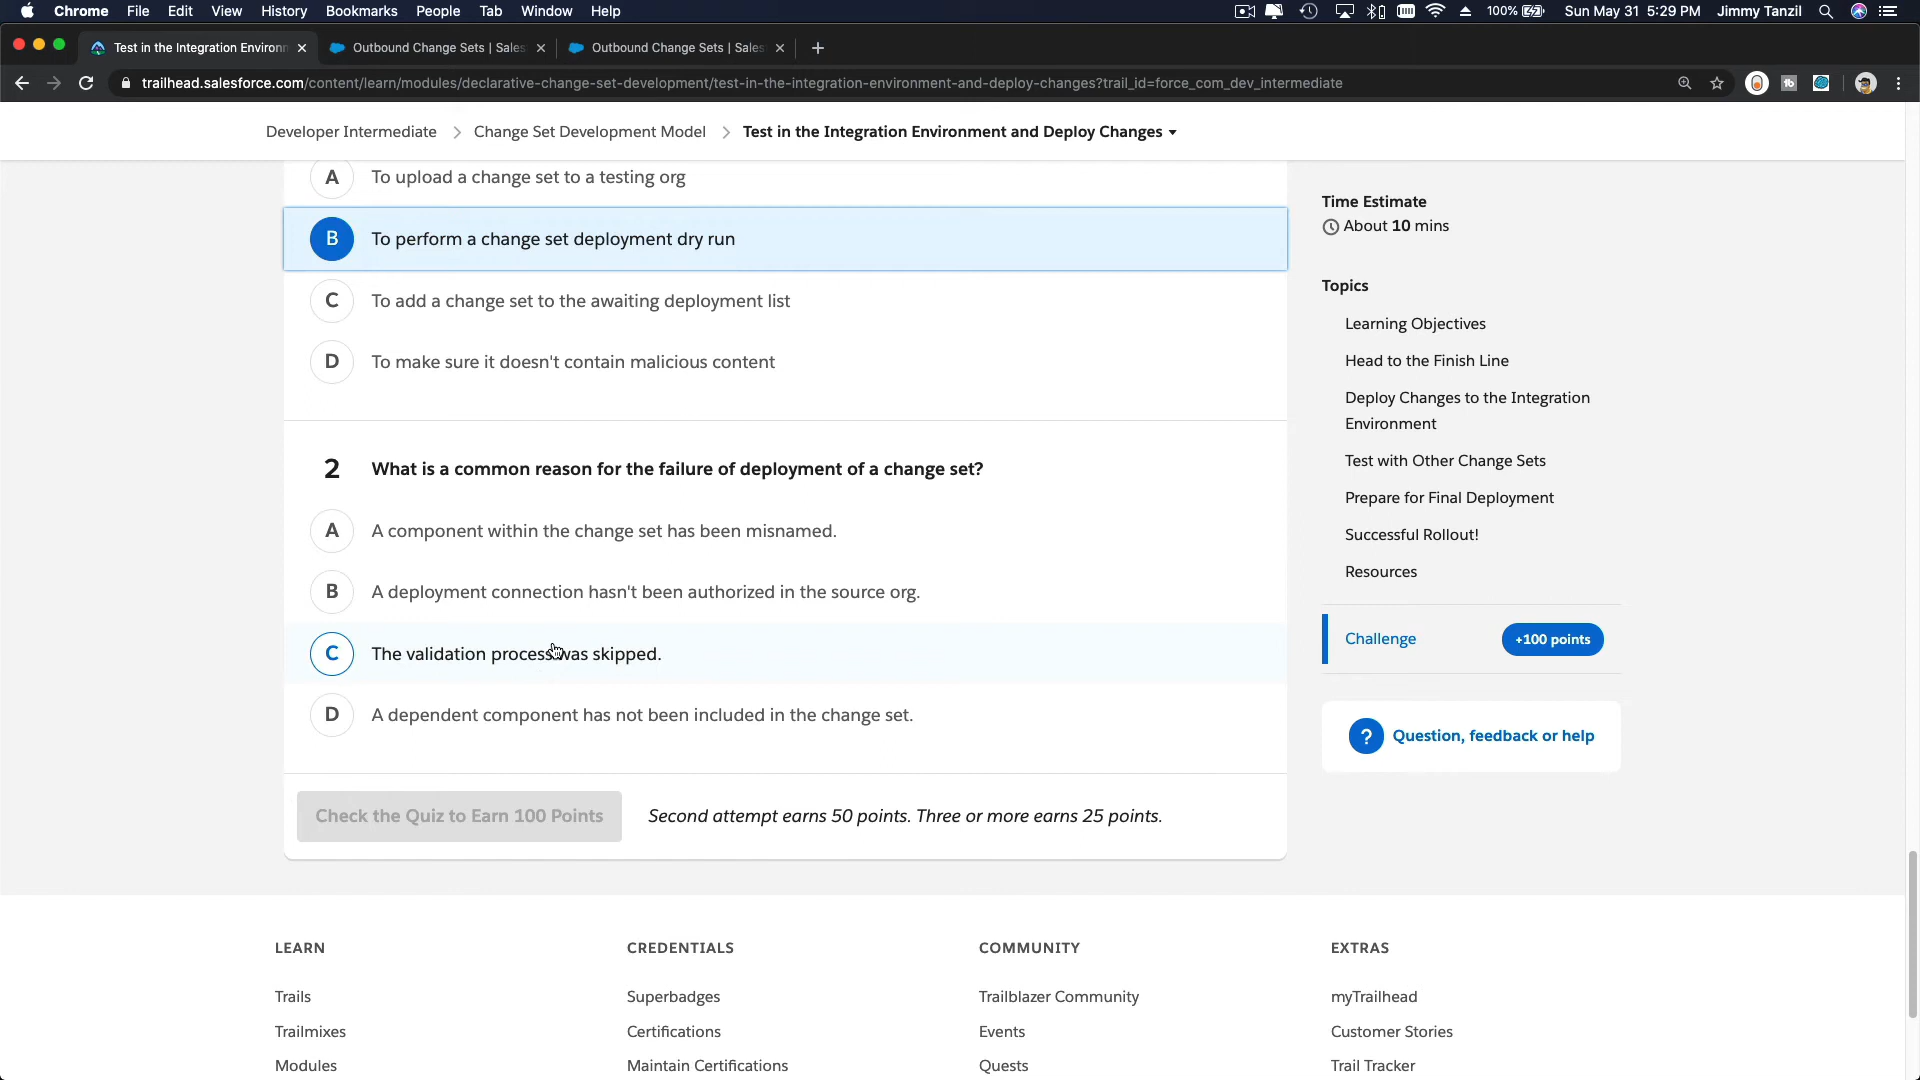 Chrome File Edit View History Bookmarks People Tab Window Help 100% Sun May 31 5:29 PM Jimmy Tanzil
Test in the Integration Environm Outbound Change Sets | Sales Outbound Change Sets | Sales
trailhead.salesforce.com/content/learn/modules/declarative-change-set-development/test-in-the-integration-environment-and-deploy-changes?trail_id=force_com_dev_intermediate
Developer Intermediate > Change Set Development Model > Test in the Integration Environment and Deploy Changes
A To upload a change set to a testing org
B To perform a change set deployment dry run
C To add a change set to the awaiting deployment list
D To make sure it doesn't contain malicious content
2 What is a common reason for the failure of deployment of a change set?
A A component within the change set has been misnamed.
B A deployment connection hasn't been authorized in the source org.
C The validation process was skipped.
D A dependent component has not been included in the change set.
Check the Quiz to Earn 100 Points Second attempt earns 50 points. Three or more earns 25 points.
Time Estimate
About 10 mins
Topics
Learning Objectives
Head to the Finish Line
Deploy Changes to the Integration
Environment
Test with Other Change Sets
Prepare for Final Deployment
Successful Rollout!
Resources
Challenge +100 points
? Question, feedback or help
LEARN
Trails
Trailmixes
Modules
CREDENTIALS
Superbadges
Certifications
Maintain Certifications
COMMUNITY
Trailblazer Community
Events
Quests
EXTRAS
myTrailhead
Customer Stories
Trail Tracker